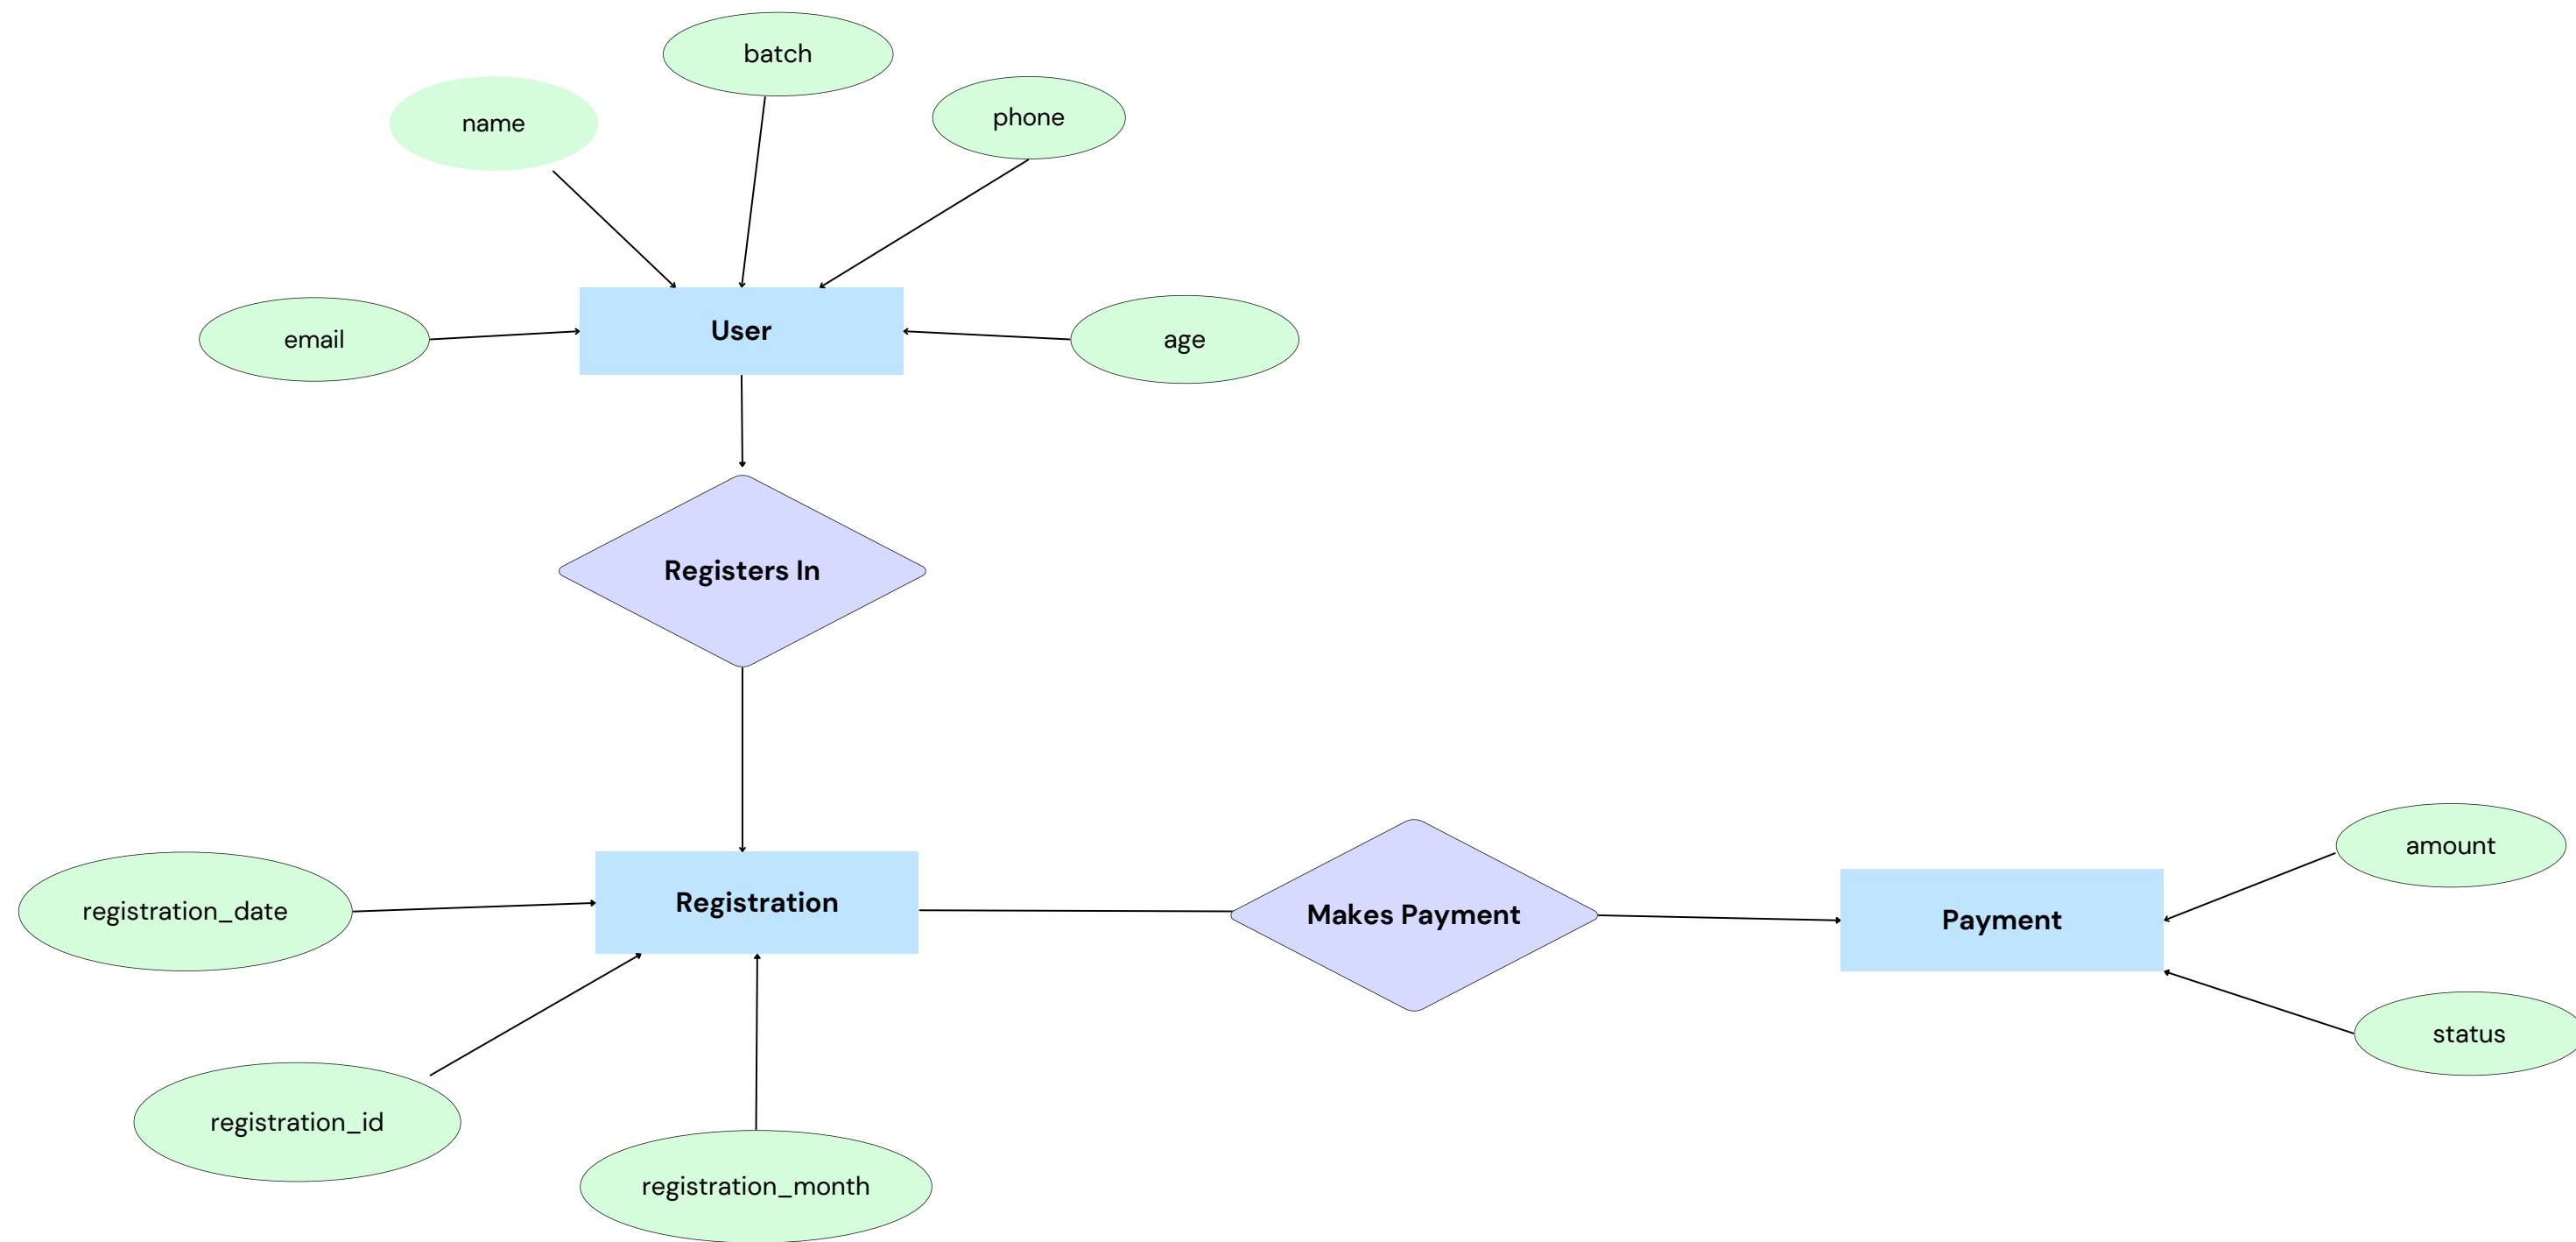 batch
name
phone
User
email
age
Registers In
Registration
Makes Payment
Payment
amount
registration_date
status
registration_id
registration_month